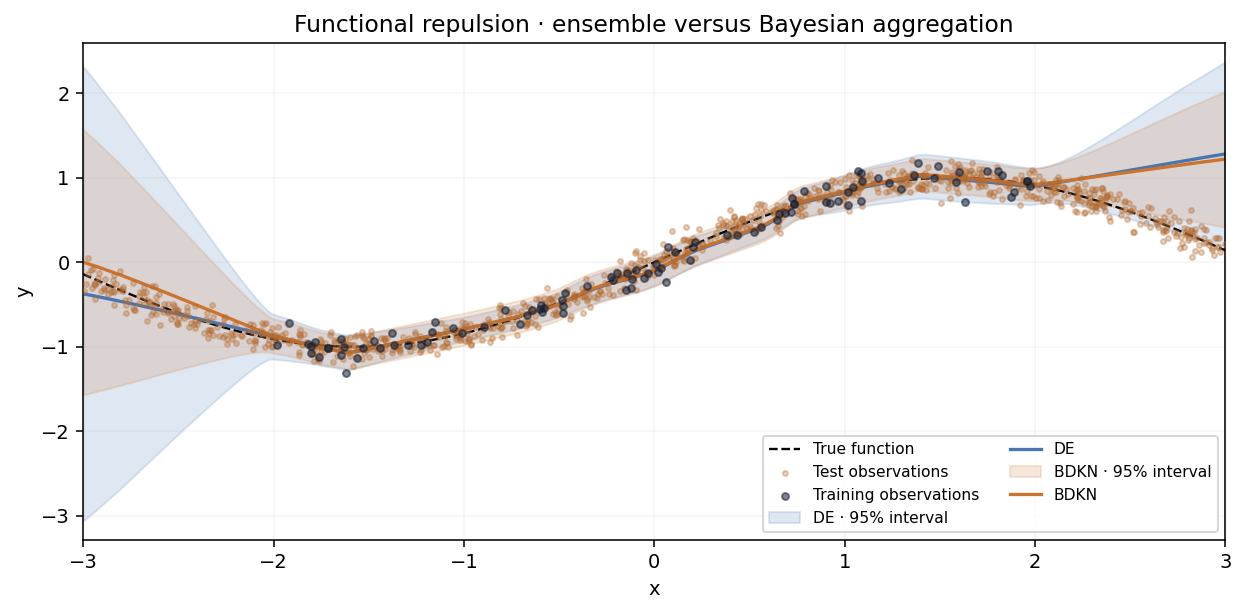 Functional repulsion · ensemble versus Bayesian aggregation
y
2
1
0
−1
−2
−3
−3
−2
−1
0
1
2
3
x
True function
Test observations
Training observations
DE · 95% interval
DE
BDKN · 95% interval
BDKN